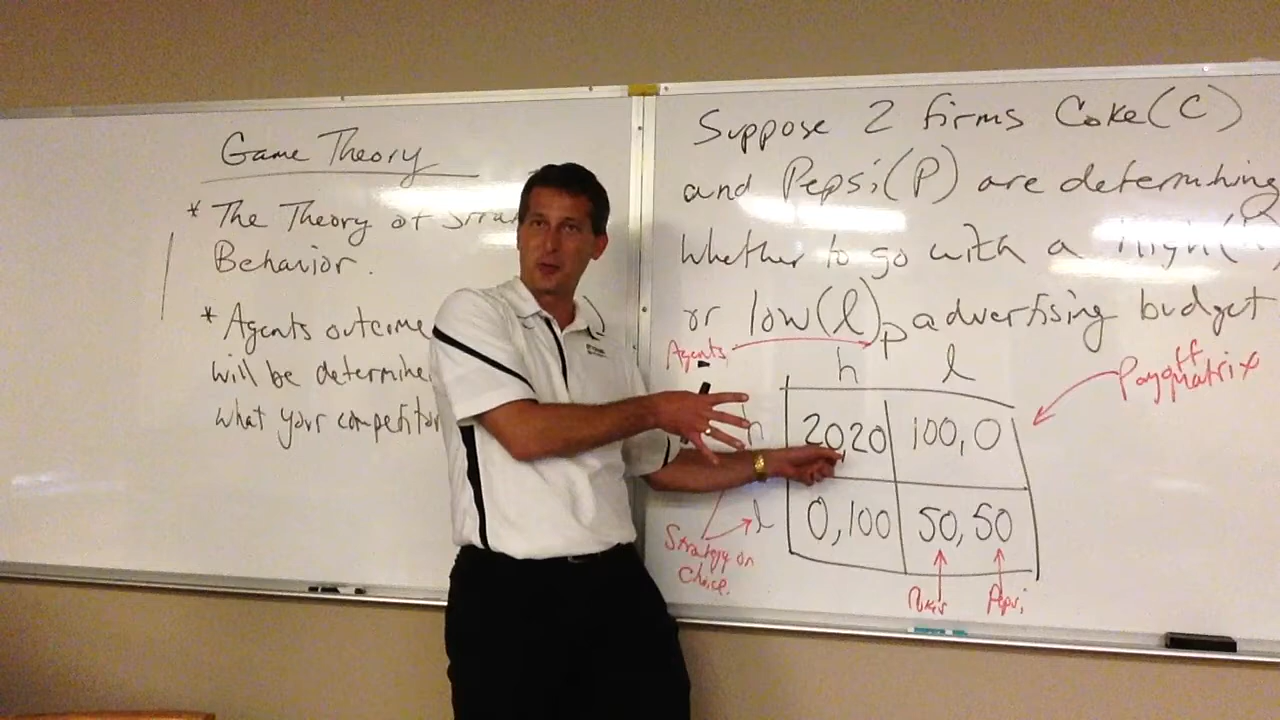 Game Theory
* The Theory of
Behavior.
* Agents outcome
will be determine
what your competitor
Suppose 2 firms Coke(C)
and Pepsi(P) are determining
whether to go with a High(
or low(l) advertising budget
Agents
P
h l
Payoff
matrix
h 20,20 100,0
l 0,100 50,50
Strategy or
Choice.
Pepsi